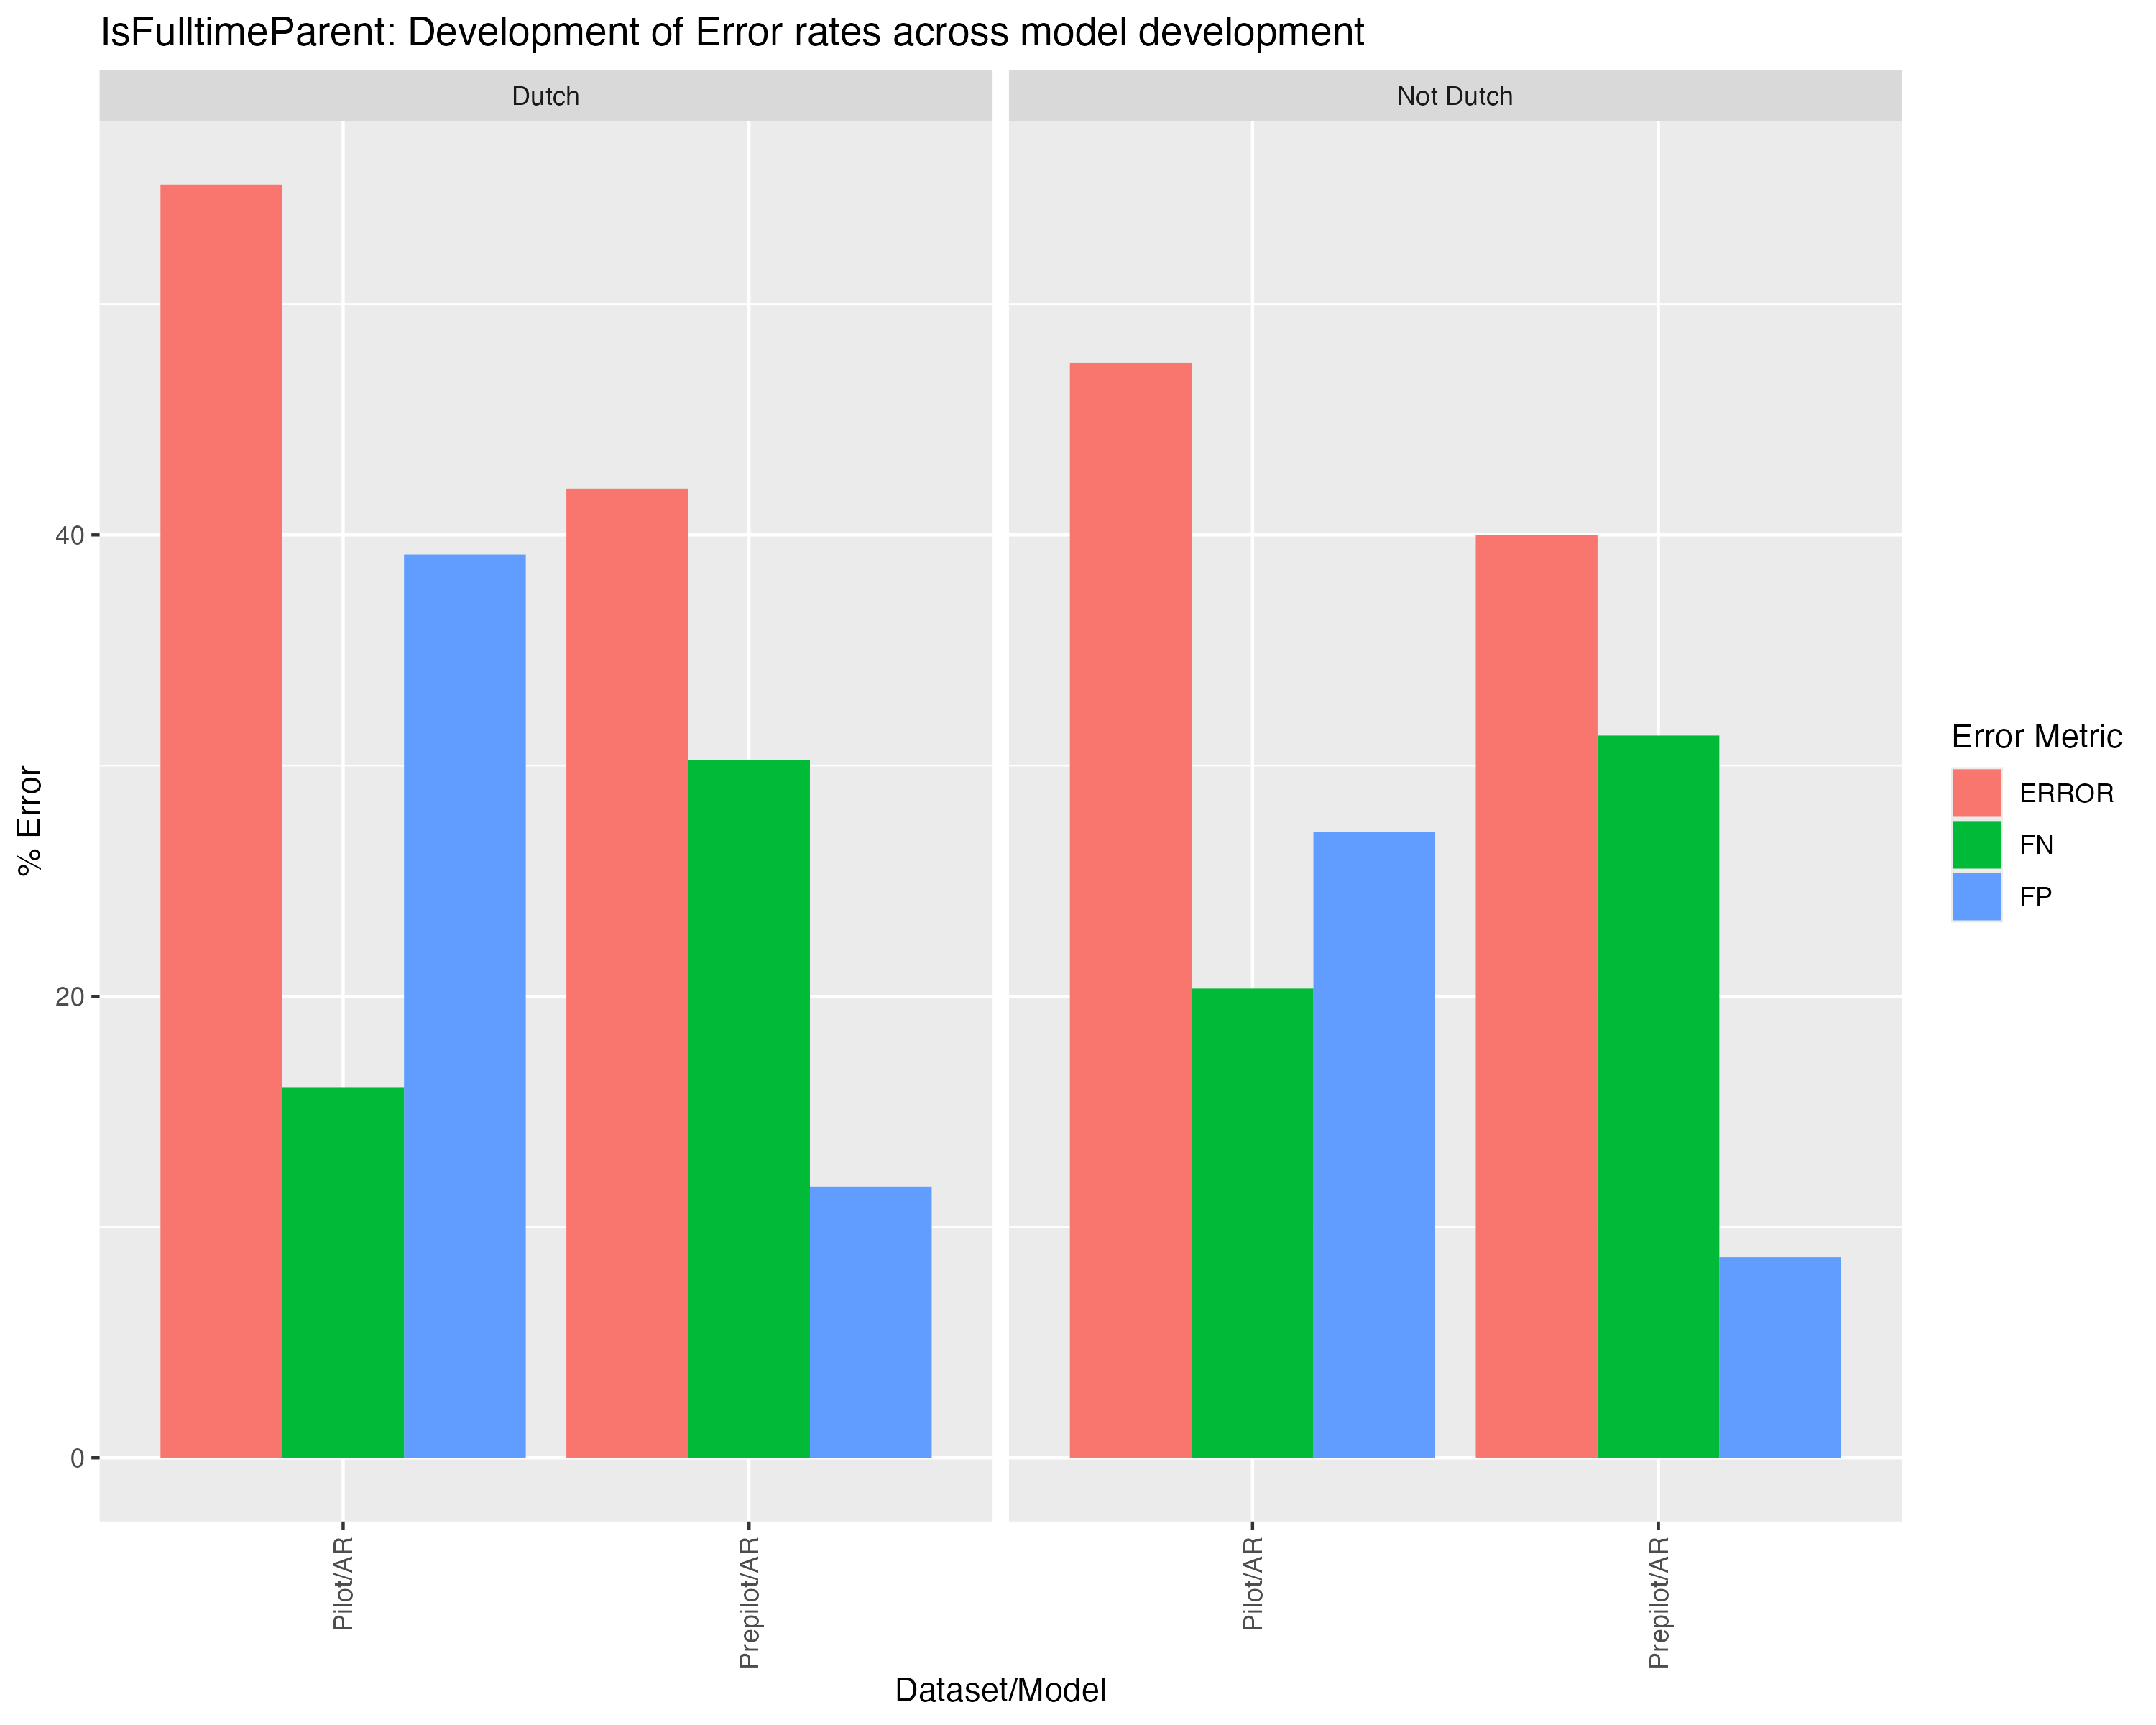 IsFulltimeParent: Development of Error rates across model development
Dutch
Not Dutch
% Error
40
20
0
Pilot/AR
Prepilot/AR
Pilot/AR
Prepilot/AR
Dataset/Model
Error Metric
ERROR
FN
FP